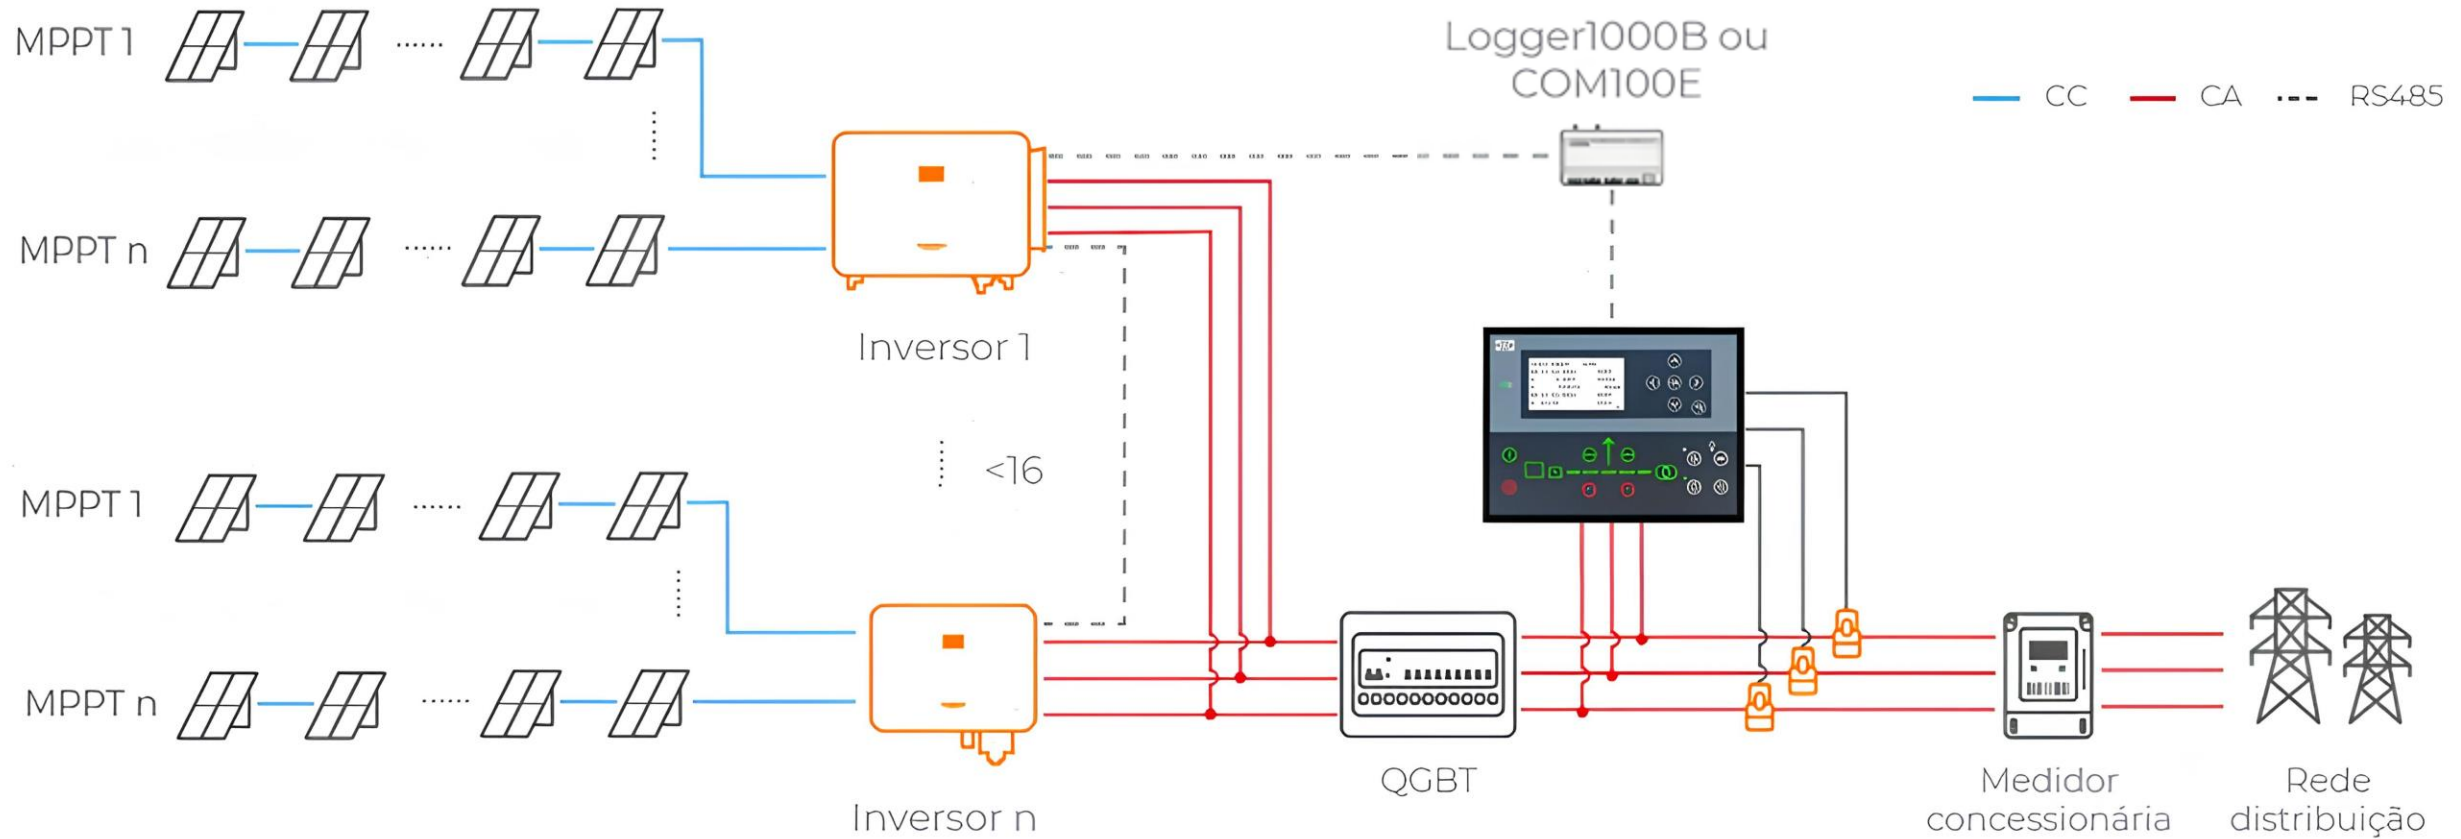 MPPT 1
Logger1000B ou
COM100E
CC
CA
RS485
MPPT n
Inversor 1
<16
MPPT 1
MPPT n
Inversor n
QGBT
Medidor
concessionária
Rede
distribuição